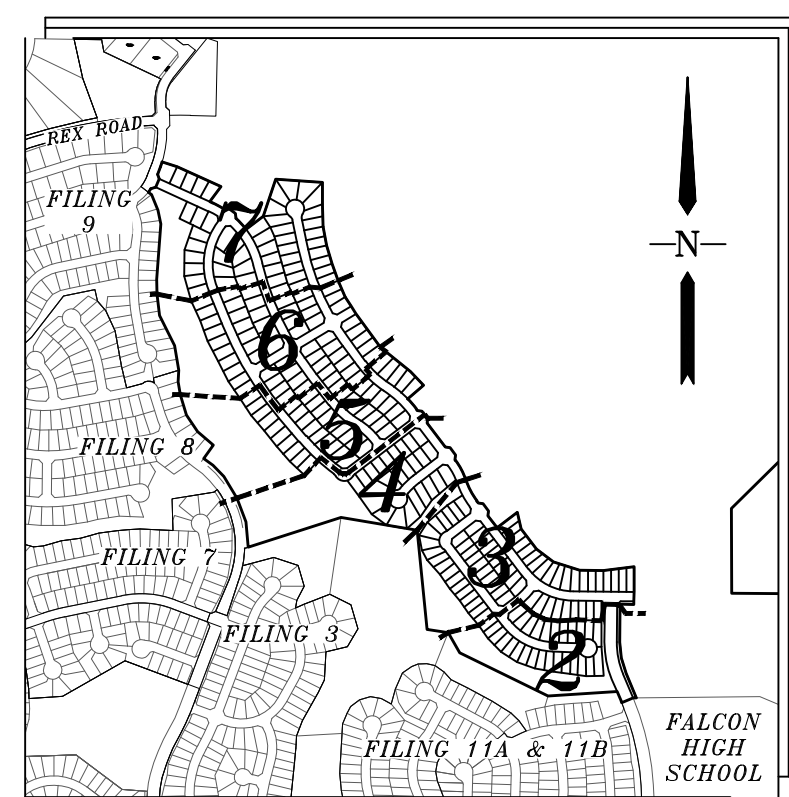 REX ROAD
FILING
9
7
N
6
5
FILING 8
4
3
FILING 7
FILING 3
2
FILING 11A & 11B
FALCON
HIGH
SCHOOL